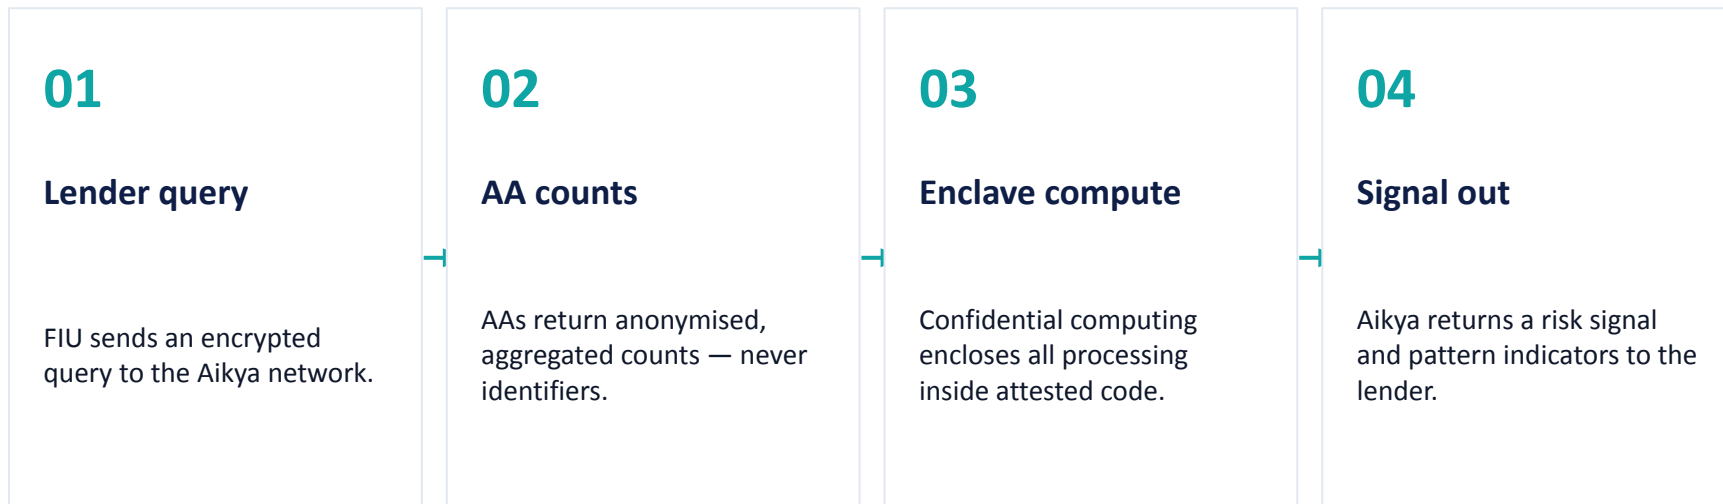 01
Lender query
FIU sends an encrypted
query to the Aikya network.
02
AA counts
AAs return anonymised,
aggregated counts — never
identifiers.
03
Enclave compute
Confidential computing
encloses all processing
inside attested code.
04
Signal out
Aikya returns a risk signal
and pattern indicators to the
lender.